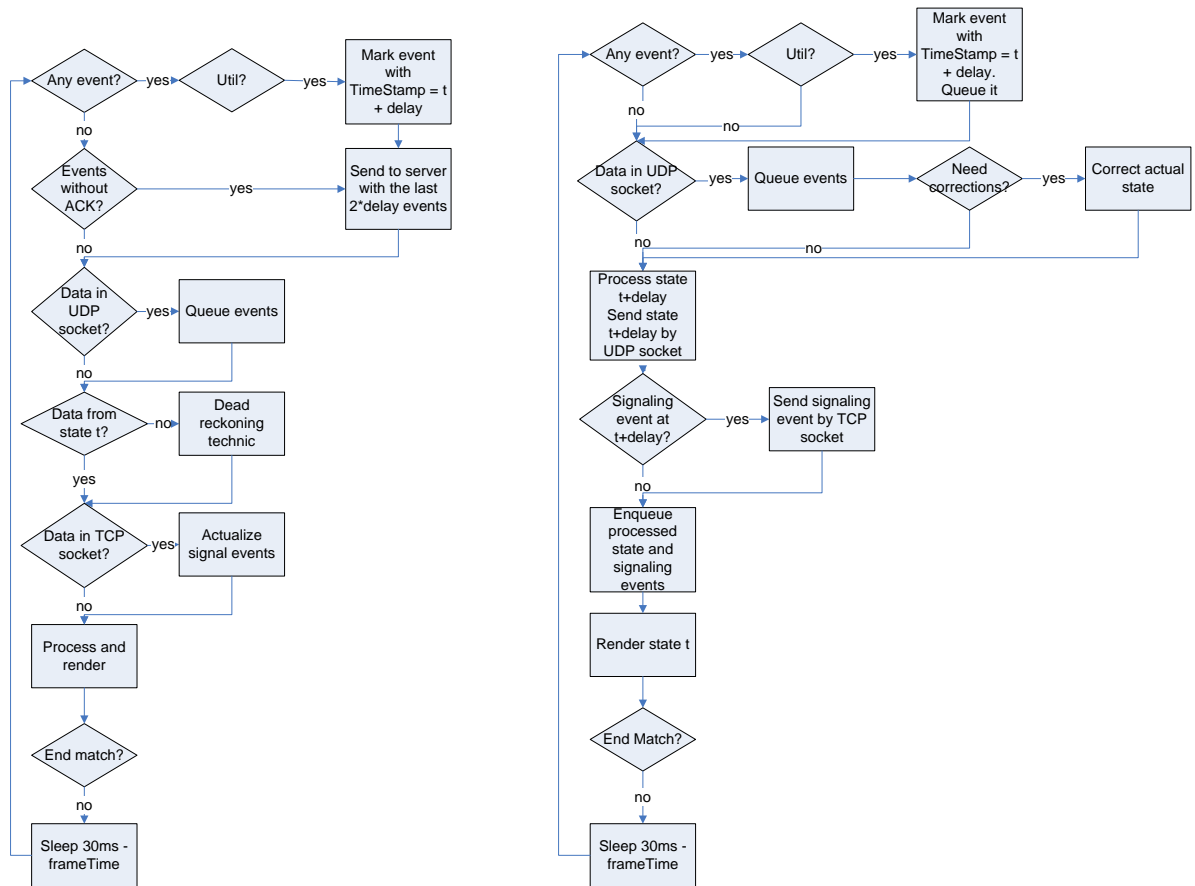 Any event?
yes
Util?
yes
Mark event
with
TimeStamp = t
+ delay
no
Events
without
ACK?
yes
Send to server
with the last
2*delay events
no
Data in
UDP
socket?
yes
Queue events
no
Data from
state t?
no
Dead
reckoning
technic
yes
Data in TCP
socket?
yes
Actualize
signal events
no
Process and
render
End match?
no
Sleep 30ms -
frameTime
Any event?
yes
Util?
yes
Mark event
with
TimeStamp = t
+ delay.
Queue it
no
no
Data in UDP
socket?
yes
Queue events
Need
corrections?
yes
Correct actual
state
no
no
Process state
t+delay
Send state
t+delay by
UDP socket
Signaling
event at
t+delay?
yes
Send signaling
event by TCP
socket
no
Enqueue
processed
state and
signaling
events
Render state t
End Match?
no
Sleep 30ms -
frameTime